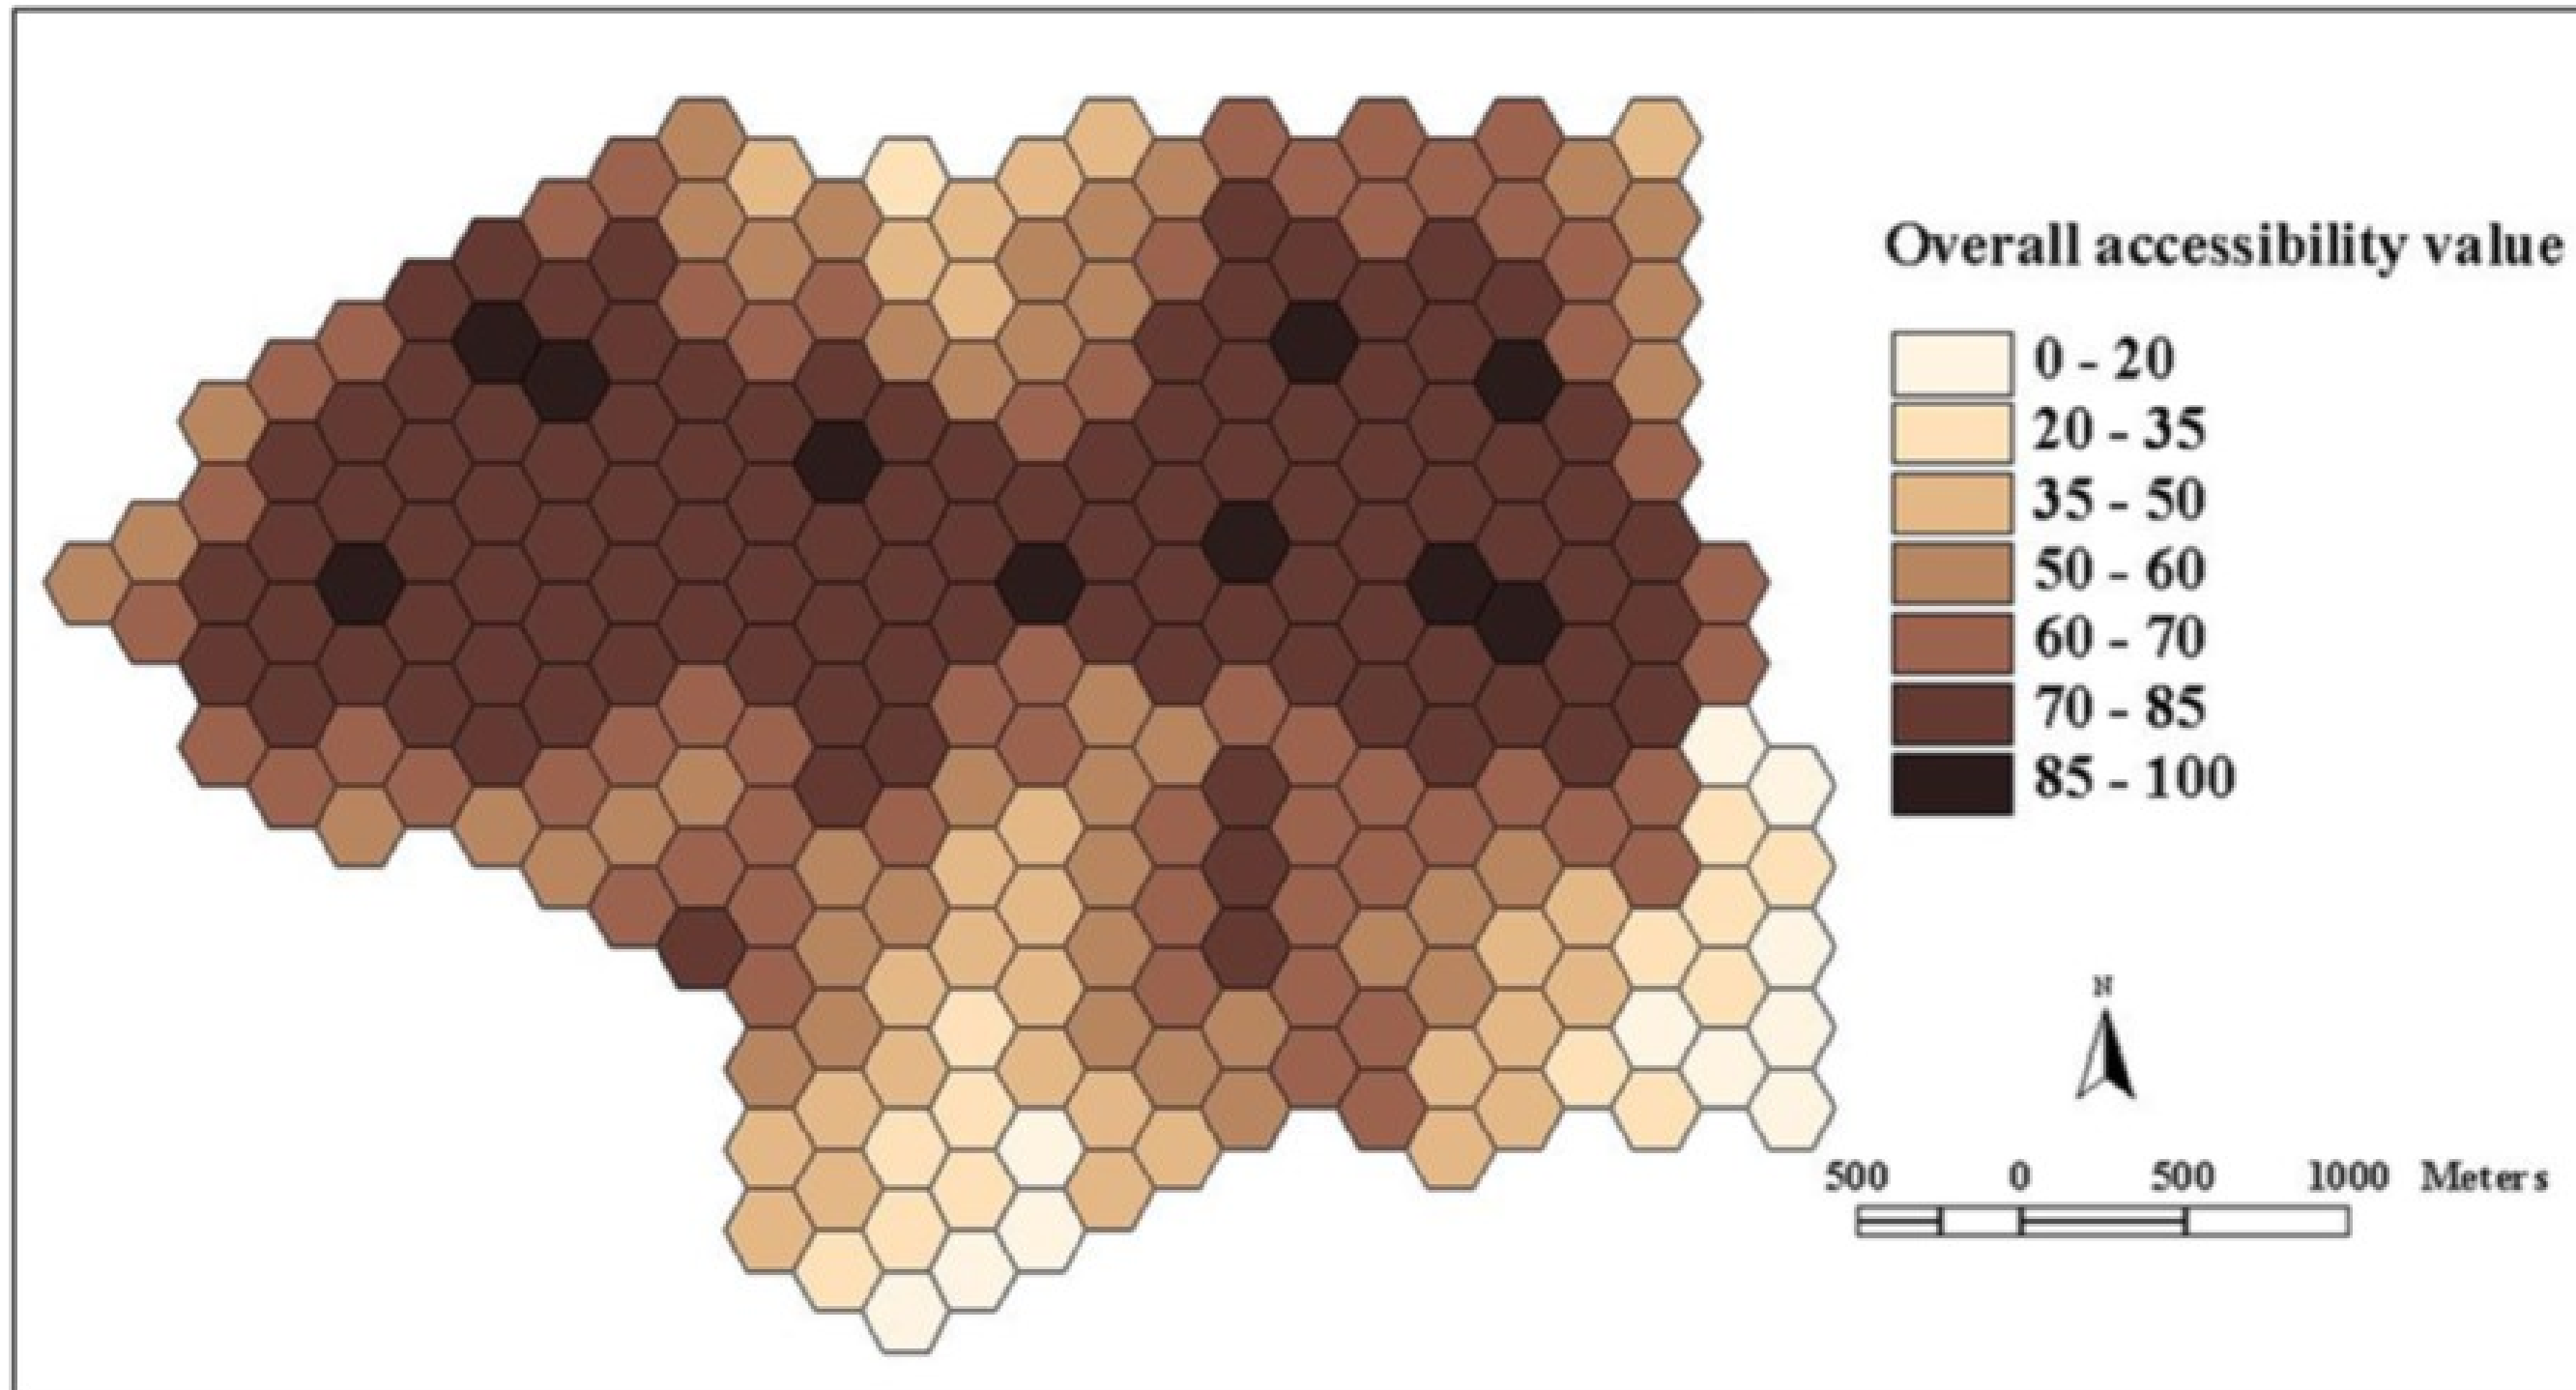 Overall accessibility value
0 - 20
20 - 35
35 - 50
50 - 60
60 - 70
70 - 85
85 - 100
N
500 0 500 1000 Meters